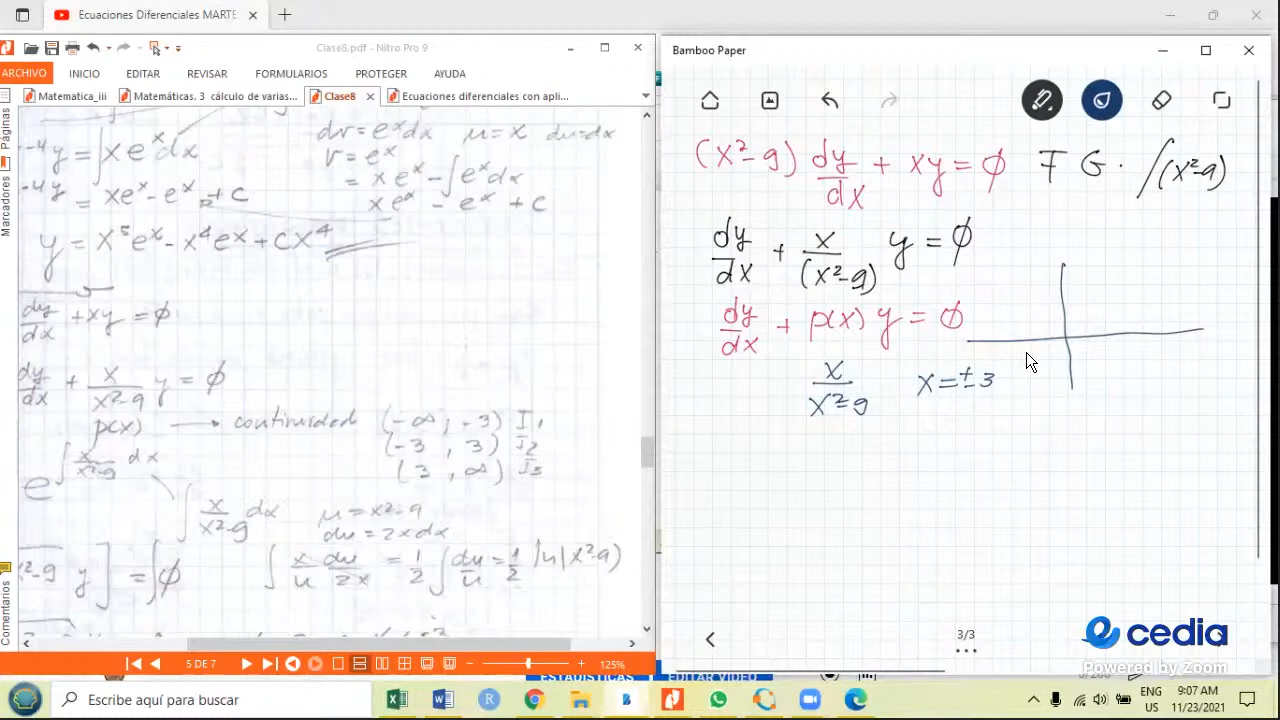 Ecuaciones Diferenciales MARTE
Clase8.pdf - Nitro Pro 9
ARCHIVO INICIO EDITAR REVISAR FORMULARIOS PROTEGER AYUDA
Matematica_iii Matemáticas. 3 cálculo de varias... Clase8 Ecuaciones diferenciales con apli...
Páginas
Marcadores
Comentarios
dv = e^x dx μ = x du = dx
-4y = ∫ x e^x dx
v = e^x
= x e^x - ∫ e^x dx
-4y = xe^x - e^x + c
x e^x - e^x + c
y = x^5 e^x - x^4 e^x + cx^4
dy/dx + xy = ϕ
dy/dx + x/(x²-9) y = ϕ
p(x) → continuidad (-∞, -3) I1
(-3, 3) I2
(3, ∞) I3
e^∫ x/(x²-9) dx
∫ x/(x²-9) dx μ = x²-9
du = 2x dx
x²-9 y] = ∫ϕ
∫ x/u du/2x = 1/2 ∫ du/u = 1/2 ln|x²-9)
5 DE 7
125%
Bamboo Paper
(x²-9) dy/dx + xy = ϕ F G. /(x²-9)
dy/dx + x/(x²-9) y = ϕ
dy/dx + p(x) y = ϕ
x/(x²-9) x = ±3
3/3
cedia
Powered by Zoom
ESTADÍSTICAS EDITAR VÍDEO
Escribe aquí para buscar
ENG
US
9:07 AM
11/23/2021